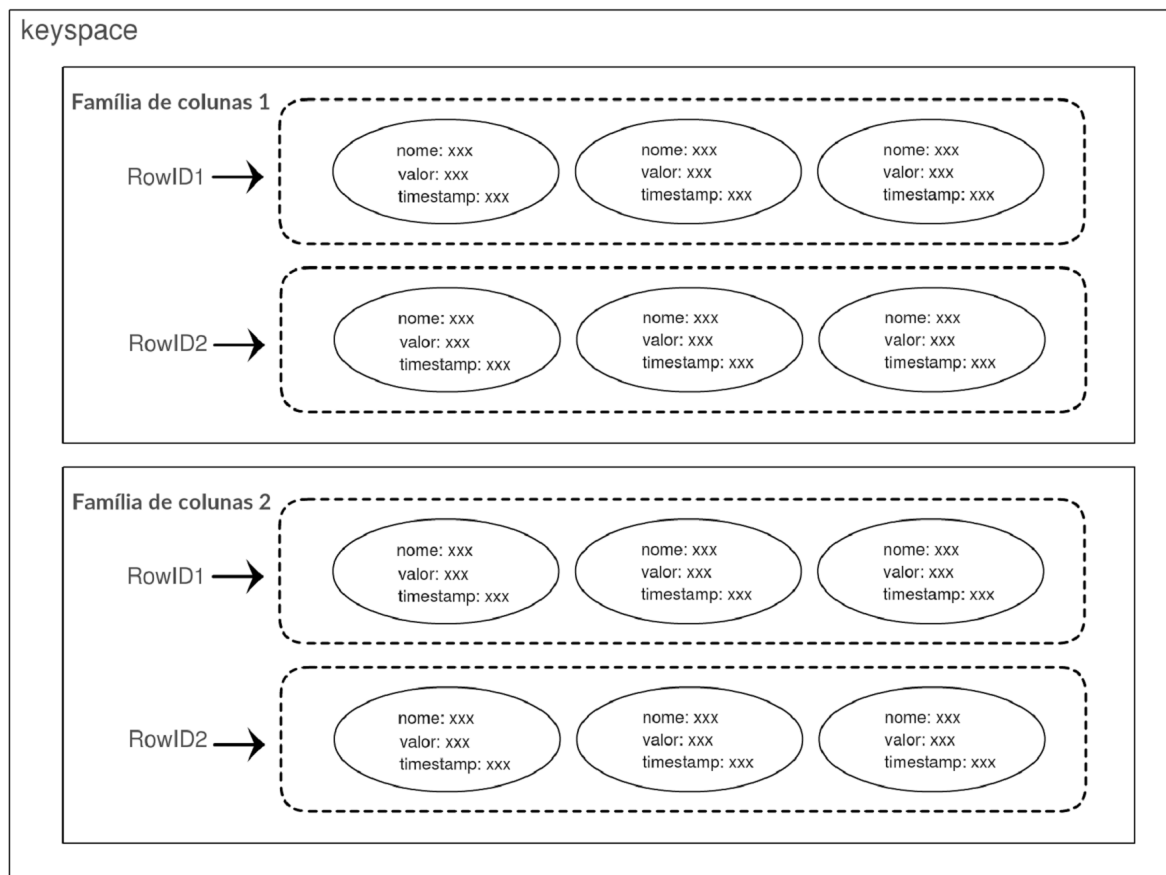 keyspace
Família de colunas 1
RowID1
nome: xxx
valor: xxx
timestamp: xxx
nome: xxx
valor: xxx
timestamp: xxx
nome: xxx
valor: xxx
timestamp: xxx
RowID2
nome: xxx
valor: xxx
timestamp: xxx
nome: xxx
valor: xxx
timestamp: xxx
nome: xxx
valor: xxx
timestamp: xxx
Família de colunas 2
RowID1
nome: xxx
valor: xxx
timestamp: xxx
nome: xxx
valor: xxx
timestamp: xxx
nome: xxx
valor: xxx
timestamp: xxx
RowID2
nome: xxx
valor: xxx
timestamp: xxx
nome: xxx
valor: xxx
timestamp: xxx
nome: xxx
valor: xxx
timestamp: xxx